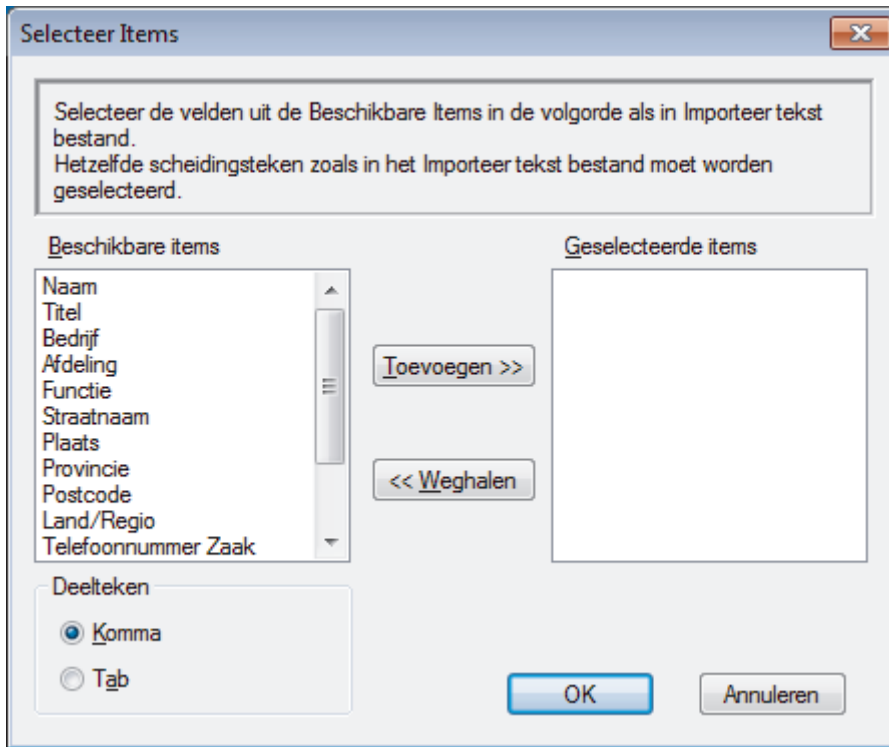 Selecteer Items
Selecteer de velden uit de Beschikbare Items in de volgorde als in Importeer tekst
bestand.
Hetzelfde scheidingsteken zoals in het Importeer tekst bestand moet worden
geselecteerd.
Beschikbare items
Geselecteerde items
Naam
Titel
Bedrijf
Afdeling
Functie
Straatnaam
Plaats
Provincie
Postcode
Land/Regio
Telefoonnummer Zaak
Toevoegen >>
<< Weghalen
Deelteken
Komma
Tab
OK
Annuleren